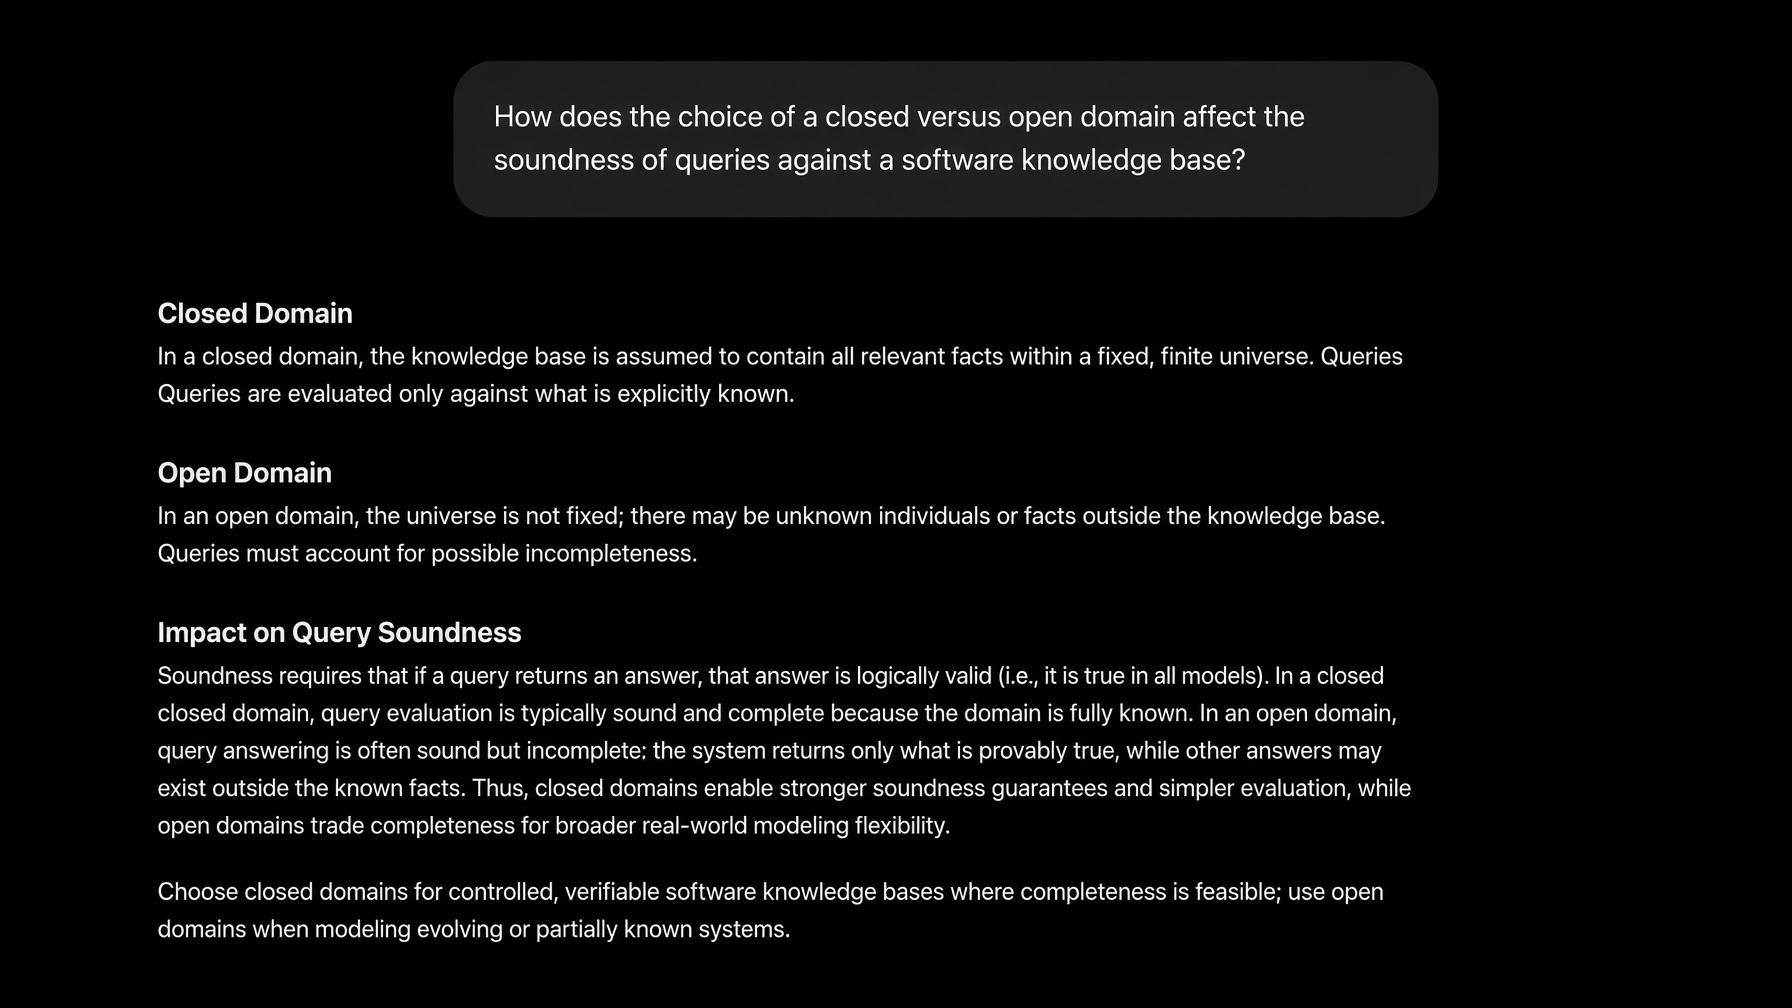 How does the choice of a closed versus open domain affect the
soundness of queries against a software knowledge base?
Closed Domain
In a closed domain, the knowledge base is assumed to contain all relevant facts within a fixed, finite universe. Queries
Queries are evaluated only against what is explicitly known.
Open Domain
In an open domain, the universe is not fixed; there may be unknown individuals or facts outside the knowledge base.
Queries must account for possible incompleteness.
Impact on Query Soundness
Soundness requires that if a query returns an answer, that answer is logically valid (i.e., it is true in all models). In a closed
closed domain, query evaluation is typically sound and complete because the domain is fully known. In an open domain,
query answering is often sound but incomplete: the system returns only what is provably true, while other answers may
exist outside the known facts. Thus, closed domains enable stronger soundness guarantees and simpler evaluation, while
open domains trade completeness for broader real-world modeling flexibility.
Choose closed domains for controlled, verifiable software knowledge bases where completeness is feasible; use open
domains when modeling evolving or partially known systems.